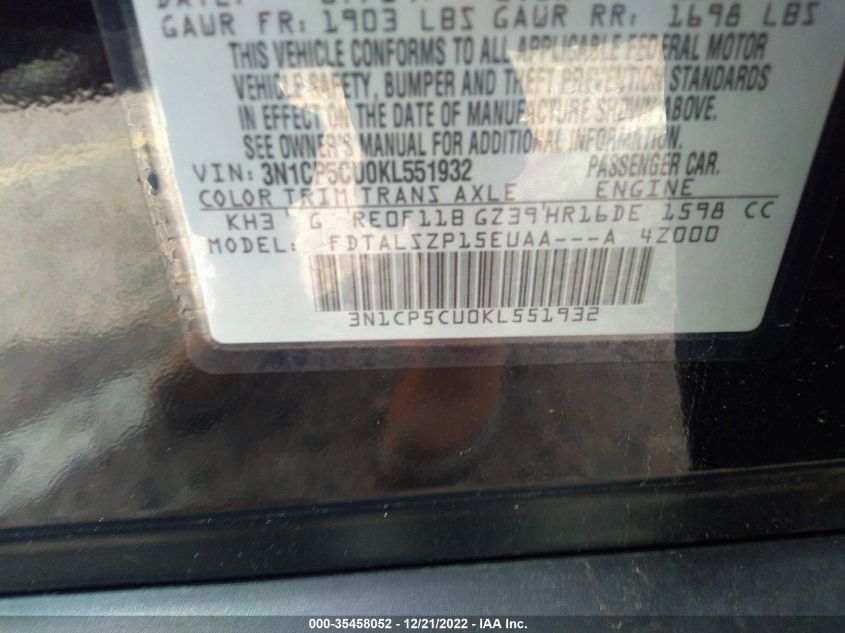 GAWR FR: 1903 LBS GAWR RR: 1698 LBS
THIS VEHICLE CONFORMS TO ALL APPLICABLE FEDERAL MOTOR
VEHICLE SAFETY, BUMPER AND THEFT PREVENTION STANDARDS
IN EFFECT ON THE DATE OF MANUFACTURE SHOWN ABOVE.
SEE OWNER'S MANUAL FOR ADDITIONAL INFORMATION.
VIN: 3N1CP5CU0KL551932 PASSENGER CAR.
COLOR TRIM TRANS AXLE ENGINE
KH3 G RE0F11B GZ39 HR16DE 1598 CC
MODEL: FDTALSZP15EUAA---A 4Z000
3N1CP5CU0KL551932
000-35458052 - 12/21/2022 - IAA Inc.